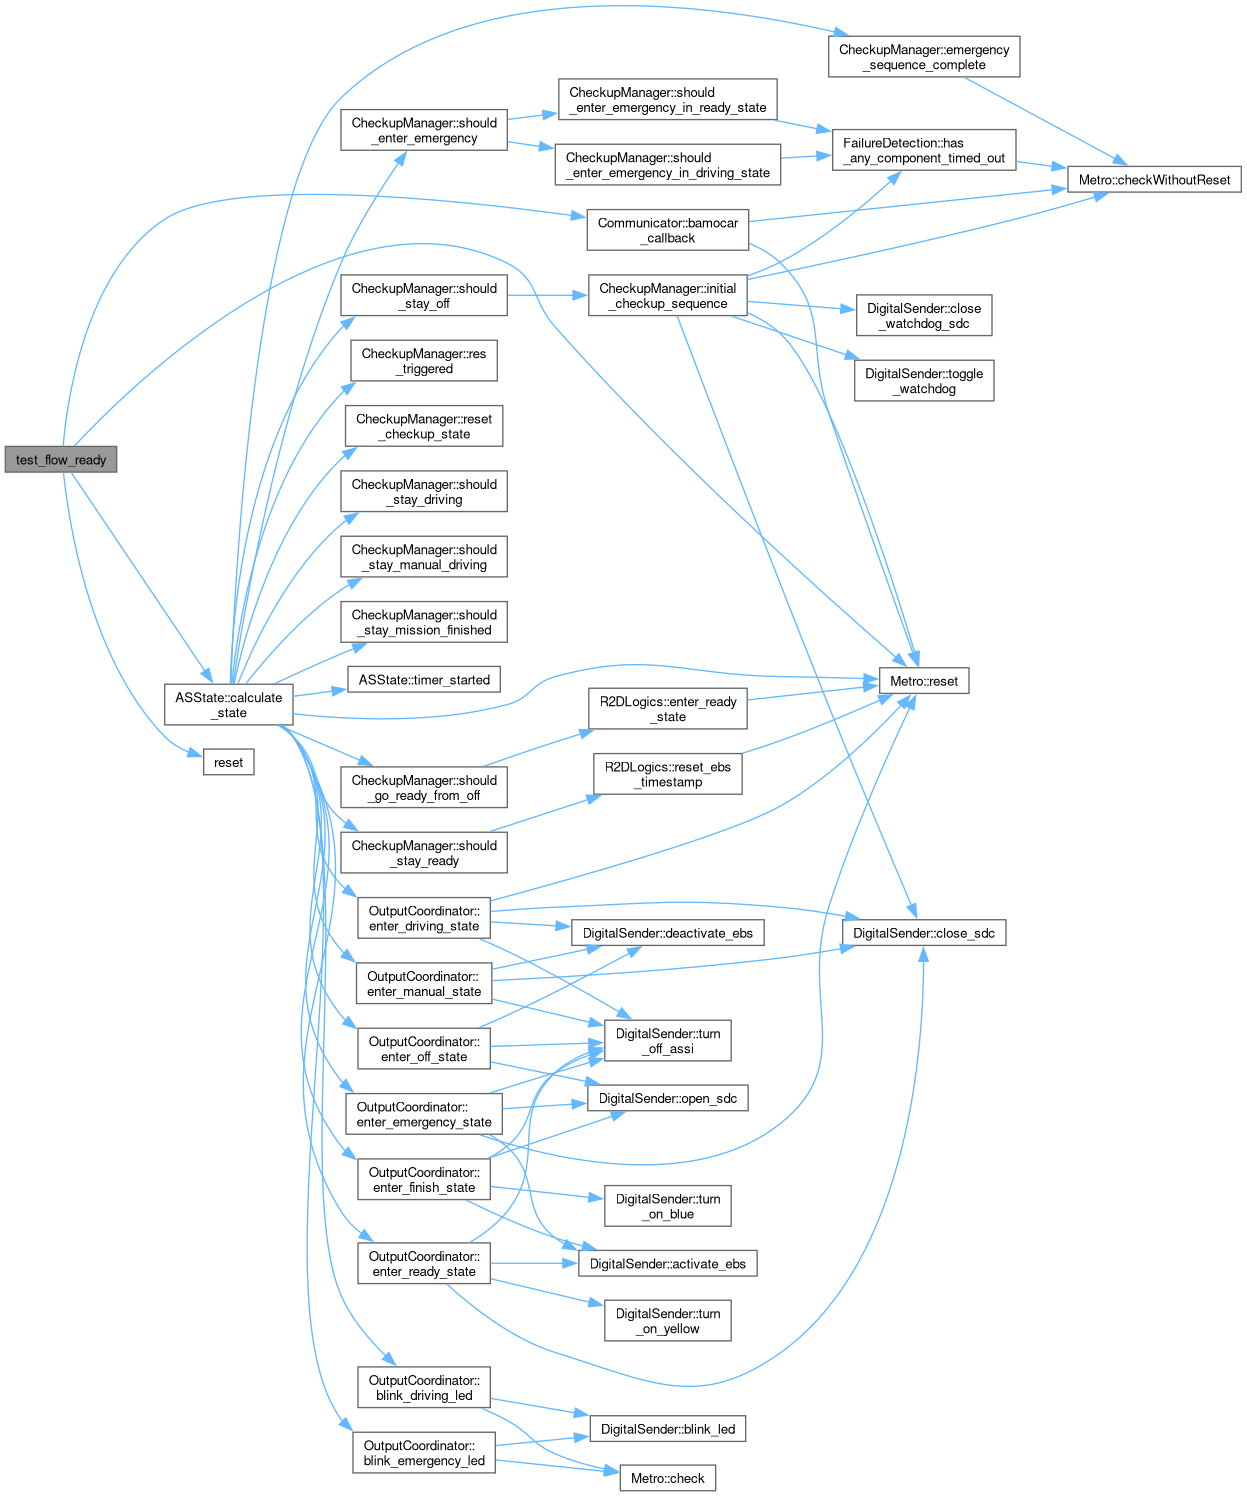 test_flow_ready
ASState::calculate
_state
reset
CheckupManager::should
_enter_emergency
CheckupManager::should
_stay_off
CheckupManager::res
_triggered
CheckupManager::reset
_checkup_state
CheckupManager::should
_stay_driving
CheckupManager::should
_stay_manual_driving
CheckupManager::should
_stay_mission_finished
ASState::timer_started
CheckupManager::should
_go_ready_from_off
CheckupManager::should
_stay_ready
OutputCoordinator::
enter_driving_state
OutputCoordinator::
enter_manual_state
OutputCoordinator::
enter_off_state
OutputCoordinator::
enter_emergency_state
OutputCoordinator::
enter_finish_state
OutputCoordinator::
enter_ready_state
OutputCoordinator::
blink_driving_led
OutputCoordinator::
blink_emergency_led
CheckupManager::should
_enter_emergency_in_ready_state
CheckupManager::should
_enter_emergency_in_driving_state
Communicator::bamocar
_callback
CheckupManager::initial
_checkup_sequence
R2DLogics::enter_ready
_state
R2DLogics::reset_ebs
_timestamp
DigitalSender::deactivate_ebs
DigitalSender::turn
_off_assi
DigitalSender::open_sdc
DigitalSender::turn
_on_blue
DigitalSender::activate_ebs
DigitalSender::turn
_on_yellow
DigitalSender::blink_led
Metro::check
CheckupManager::emergency
_sequence_complete
FailureDetection::has
_any_component_timed_out
DigitalSender::close
_watchdog_sdc
DigitalSender::toggle
_watchdog
Metro::reset
DigitalSender::close_sdc
Metro::checkWithoutReset